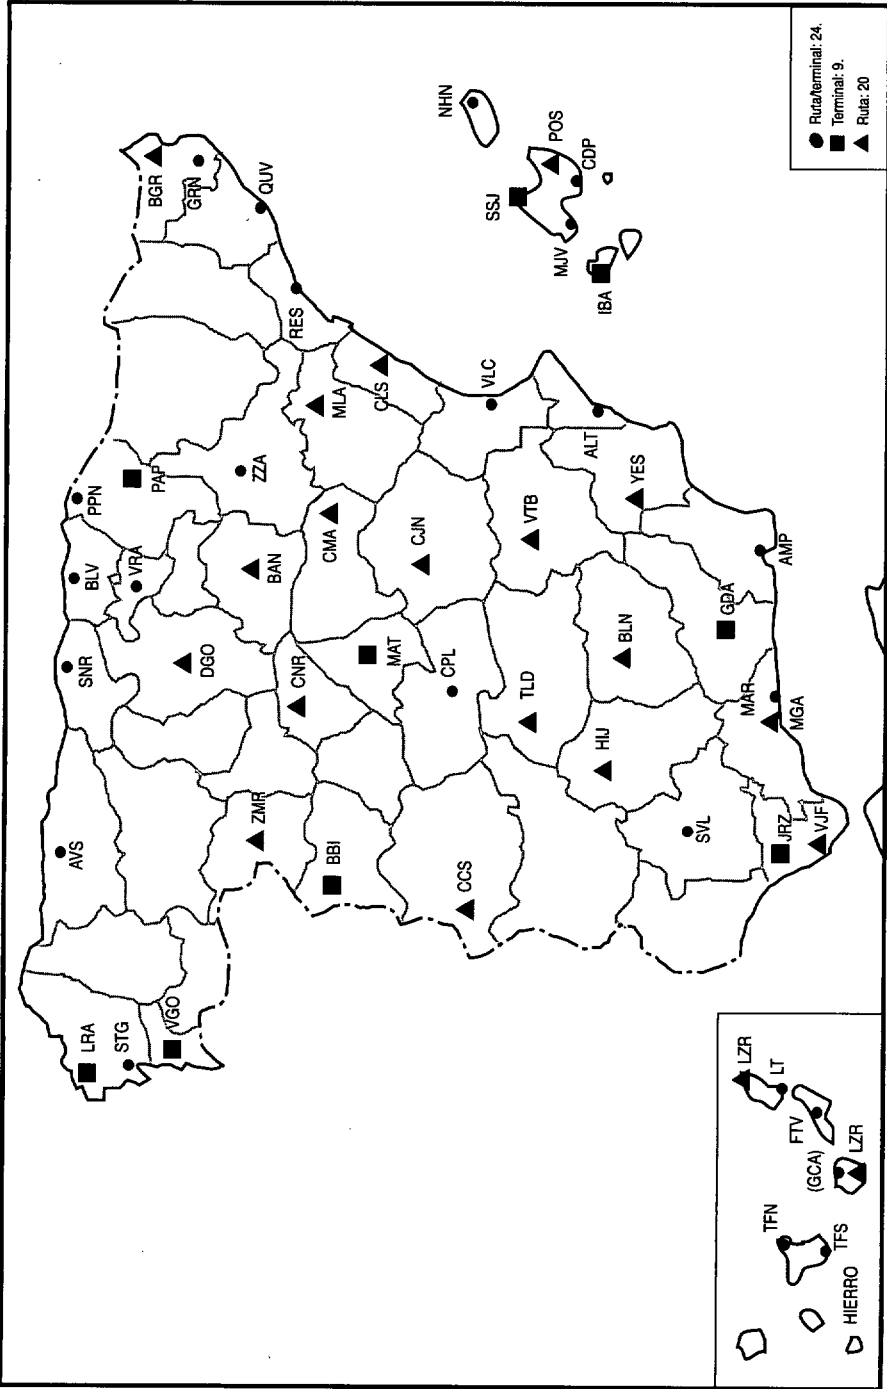 NHN
POS
CDP
SSJ
MJV
IBA
BGR
GRN
QUV
RES
CLS
MLA
VLC
ALT
YES
PPN
PAP
ZZA
BLV
VRA
BAN
CMA
CJN
VTB
AMP
GDA
SNR
DGO
CNR
MAT
CPL
TLD
BLN
MAR
MGA
HIJ
AVS
ZMR
BBI
CCS
SVL
JRZ
VJF
LRA
STG
VGO
LZR
LT
FTV
(GCA)
LZR
TFN
TFS
HIERRO
Ruta/terminal: 24.
Terminal: 9.
Ruta: 20